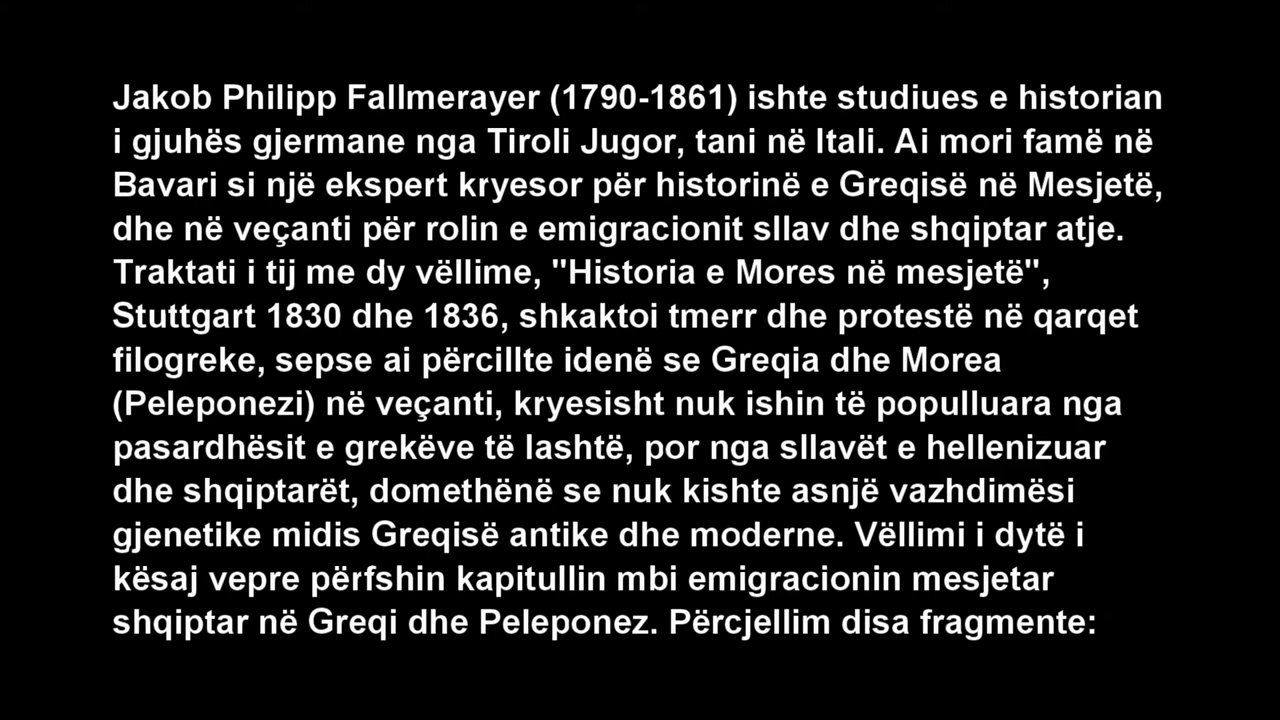 Jakob Philipp Fallmerayer (1790-1861) ishte studiues e historian
i gjuhës gjermane nga Tiroli Jugor, tani në Itali. Ai mori famë në
Bavari si një ekspert kryesor për historinë e Greqisë në Mesjetë,
dhe në veçanti për rolin e emigracionit sllav dhe shqiptar atje.
Traktati i tij me dy vëllime, "Historia e Mores në mesjetë",
Stuttgart 1830 dhe 1836, shkaktoi tmerr dhe protestë në qarqet
filogreke, sepse ai përcillte idenë se Greqia dhe Morea
(Peleponezi) në veçanti, kryesisht nuk ishin të populluara nga
pasardhësit e grekëve të lashtë, por nga sllavët e hellenizuar
dhe shqiptarët, domethënë se nuk kishte asnjë vazhdimësi
gjenetike midis Greqisë antike dhe moderne. Vëllimi i dytë i
kësaj vepre përfshin kapitullin mbi emigracionin mesjetar
shqiptar në Greqi dhe Peleponez. Përcjellim disa fragmente: